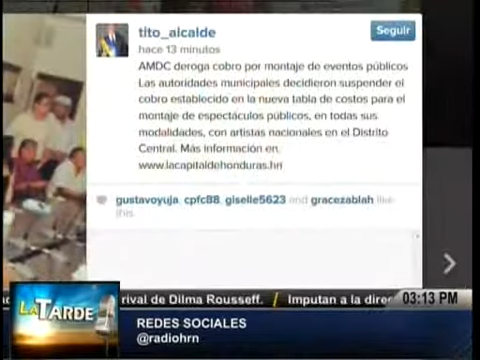 tito_alcalde
Seguir
hace 13 minutos
AMDC deroga cobro por montaje de eventos públicos
Las autoridades municipales decidieron suspender el
cobro establecido en la nueva tabla de costos para el
montaje de espectáculos públicos, en todas sus
modalidades, con artistas nacionales en el Distrito
Central. Más información en
www.lacapitaldehonduras.hn
gustavoyuja, cpfc88, giselle5623 and gracezablah like
this.
rival de Dilma Rousseff. / Imputan a la direc
03:13 PM
LA TARDE
REDES SOCIALES
@radiohrn